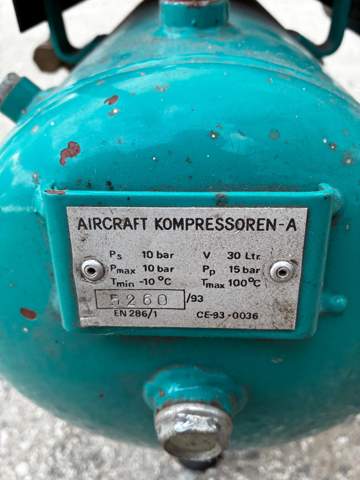 AIRCRAFT KOMPRESSOREN-A
Ps 10 bar V 30 Ltr.
Pmax 10 bar Pp 15 bar
Tmin -10°C Tmax 100°C
5260 /93
EN 286/1 CE-93-0036